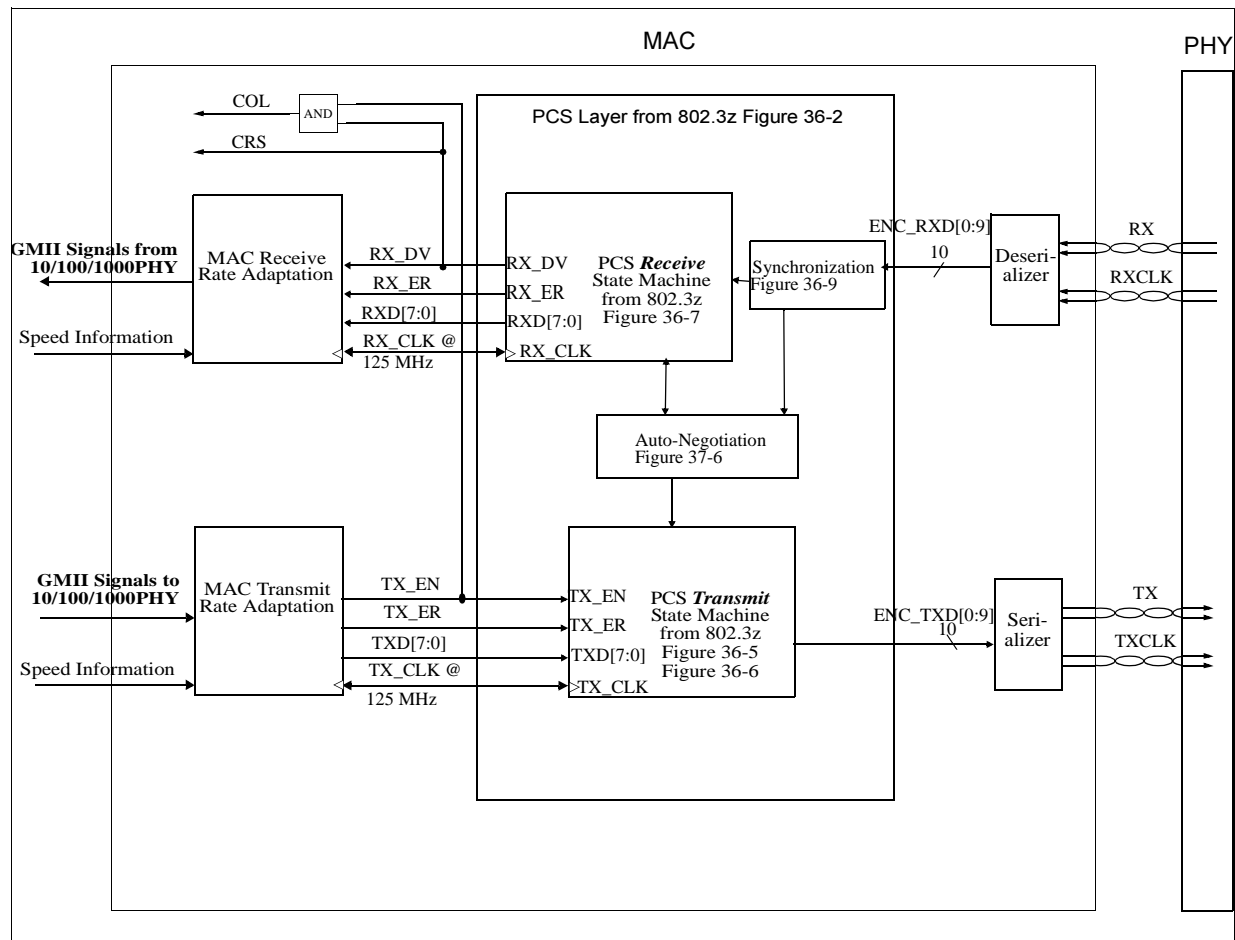 MAC
PHY
COL
AND
CRS
PCS Layer from 802.3z Figure 36-2
GMII Signals from
10/100/1000PHY
Speed Information
MAC Receive
Rate Adaptation
RX_DV
RX_ER
RXD[7:0]
RX_CLK @
125 MHz
RX_DV
RX_ER
RXD[7:0]
RX_CLK
PCS Receive
State Machine
from 802.3z
Figure 36-7
Synchronization
Figure 36-9
ENC_RXD[0:9]
10
Deseri-
alizer
RX
RXCLK
Auto-Negotiation
Figure 37-6
GMII Signals to
10/100/1000PHY
Speed Information
MAC Transmit
Rate Adaptation
TX_EN
TX_ER
TXD[7:0]
TX_CLK @
125 MHz
TX_EN
TX_ER
TXD[7:0]
TX_CLK
PCS Transmit
State Machine
from 802.3z
Figure 36-5
Figure 36-6
ENC_TXD[0:9]
10
Seri-
alizer
TX
TXCLK